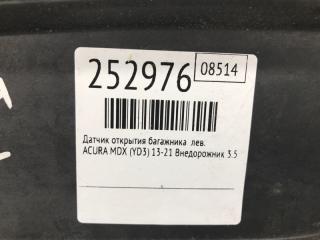 252976 08514
Датчик открытия багажника лев.
ACURA MDX (YD3) 13-21 Внедорожник 3.5